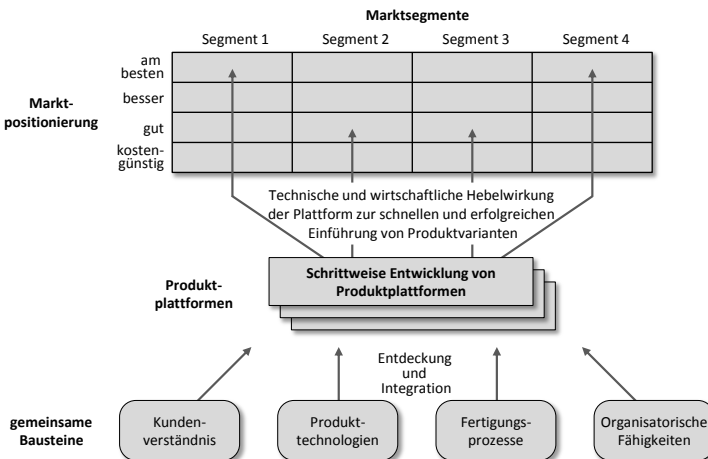 Marktsegmente
Segment 1 Segment 2 Segment 3 Segment 4
Markt-
positionierung
am
besten
besser
gut
kosten-
günstig
Technische und wirtschaftliche Hebelwirkung
der Plattform zur schnellen und erfolgreichen
Einführung von Produktvarianten
Produkt-
plattformen
Schrittweise Entwicklung von
Produktplattformen
Entdeckung
und
Integration
gemeinsame
Bausteine
Kunden-
verständnis
Produkt-
technologien
Fertigungs-
prozesse
Organisatorische
Fähigkeiten